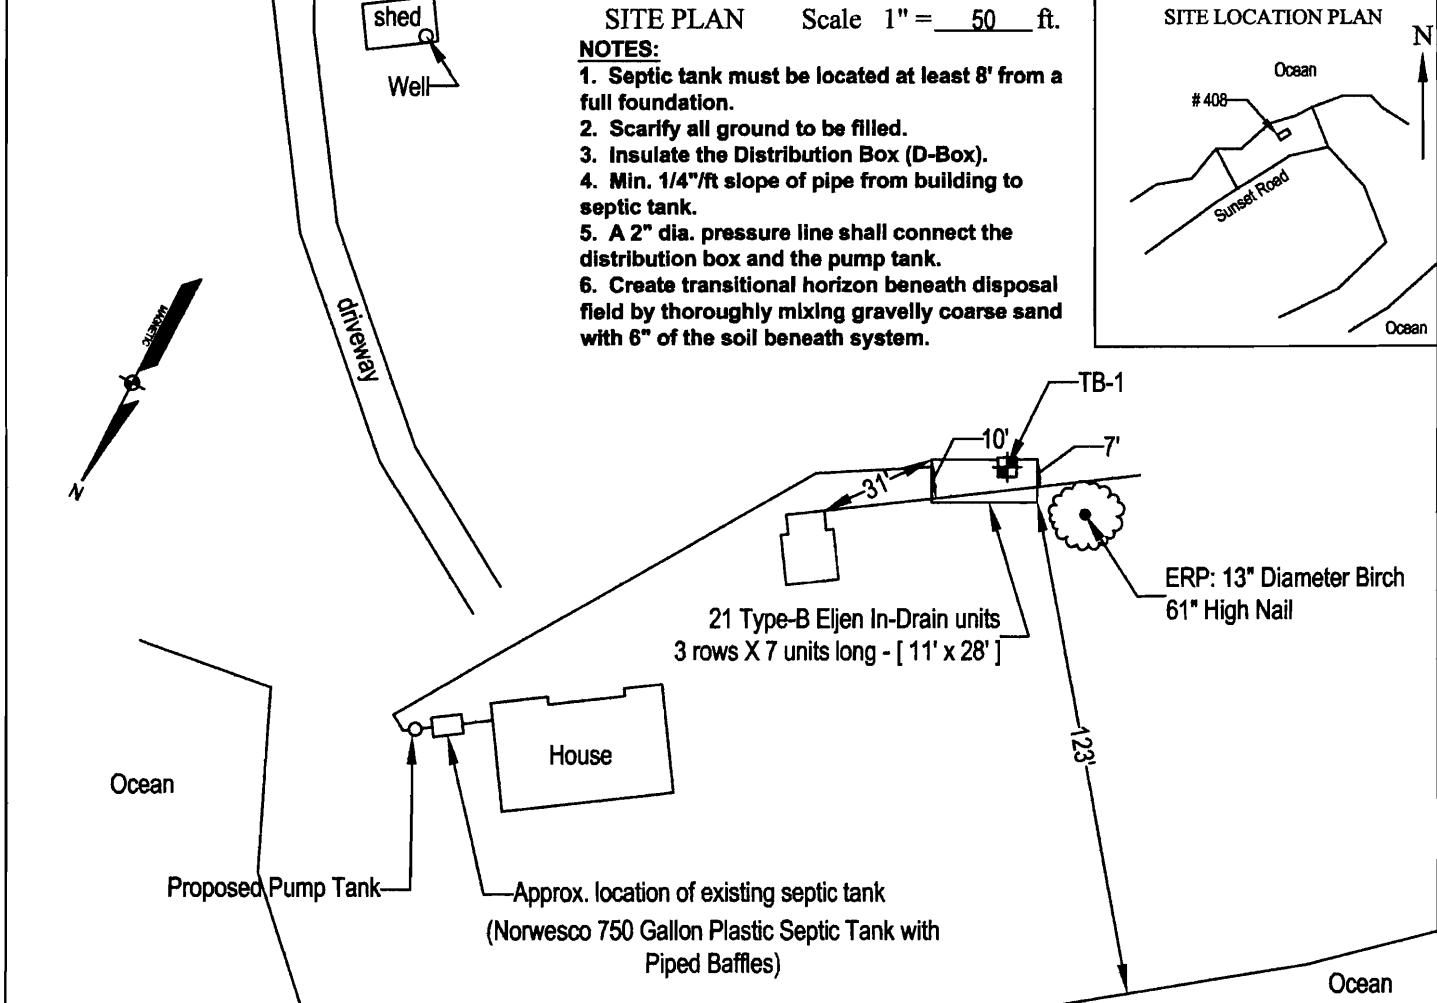 shed
Well
SITE PLAN Scale 1" = 50 ft.
NOTES:
1. Septic tank must be located at least 8' from a
full foundation.
2. Scarify all ground to be filled.
3. Insulate the Distribution Box (D-Box).
4. Min. 1/4"/ft slope of pipe from building to
septic tank.
5. A 2" dia. pressure line shall connect the
distribution box and the pump tank.
6. Create transitional horizon beneath disposal
field by thoroughly mixing gravelly coarse sand
with 6" of the soil beneath system.
SITE LOCATION PLAN
N
Ocean
# 408
Sunset Road
Ocean
MAGNETIC
N
driveway
TB-1
10'
7'
31'
ERP: 13" Diameter Birch
61" High Nail
21 Type-B Eljen In-Drain units
3 rows X 7 units long - [ 11' x 28' ]
123'
House
Ocean
Proposed Pump Tank
Approx. location of existing septic tank
(Norwesco 750 Gallon Plastic Septic Tank with
Piped Baffles)
Ocean